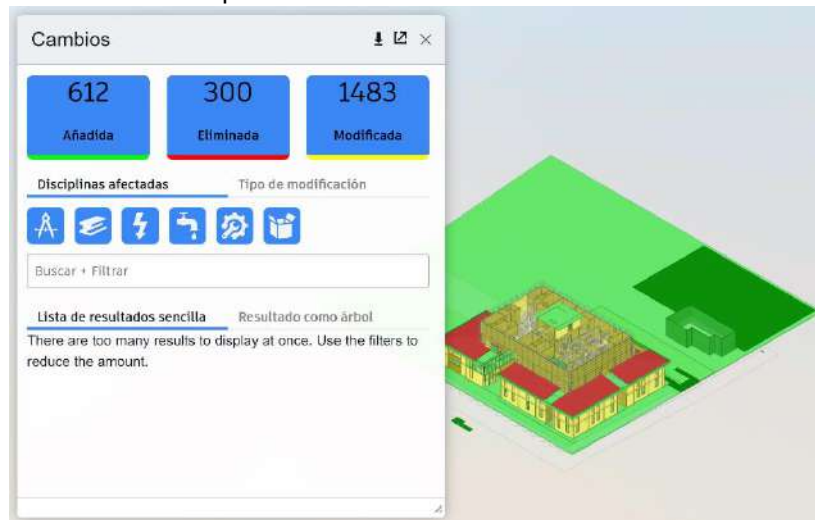 Cambios
612 300 1483
Añadida Eliminada Modificada
Disciplinas afectadas Tipo de modificación
Buscar + Filtrar
Lista de resultados sencilla Resultado como árbol
There are too many results to display at once. Use the filters to
reduce the amount.